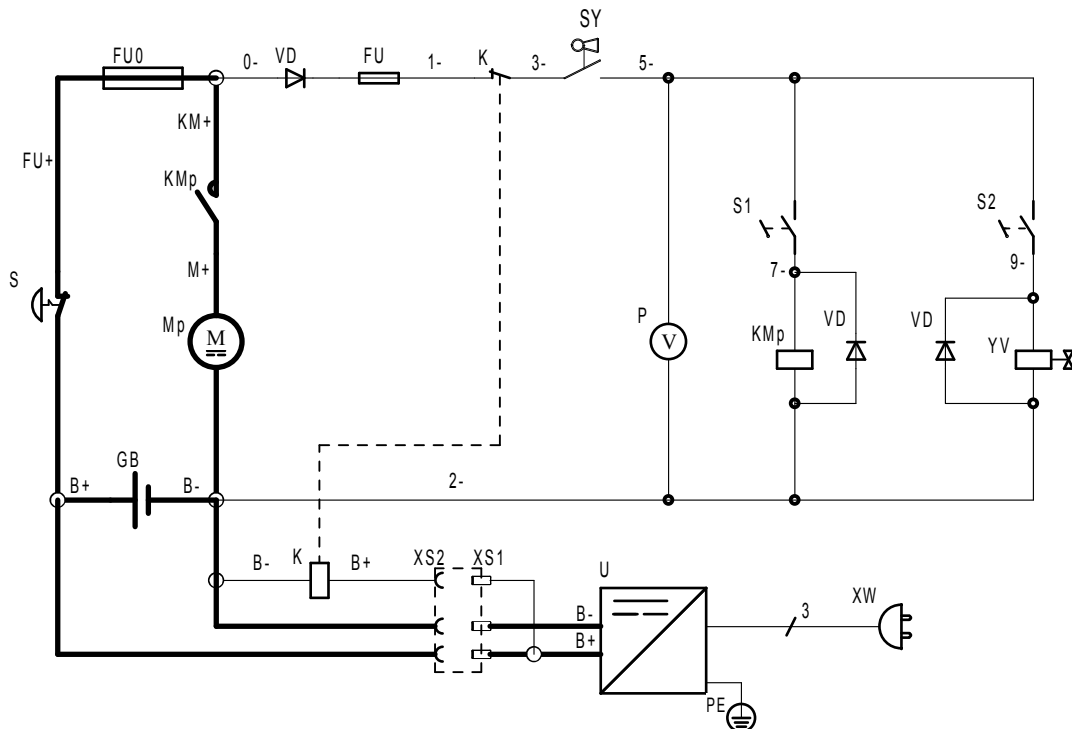 SY
FU0
0-
VD
FU
1-
K
3-
5-
KM+
FU+
KMp
S1
S2
M+
7-
9-
S
Mp
M
P
V
KMp
VD
VD
YV
GB
B+
B-
2-
B-
K
B+
XS2
XS1
U
B-
B+
3
XW
PE